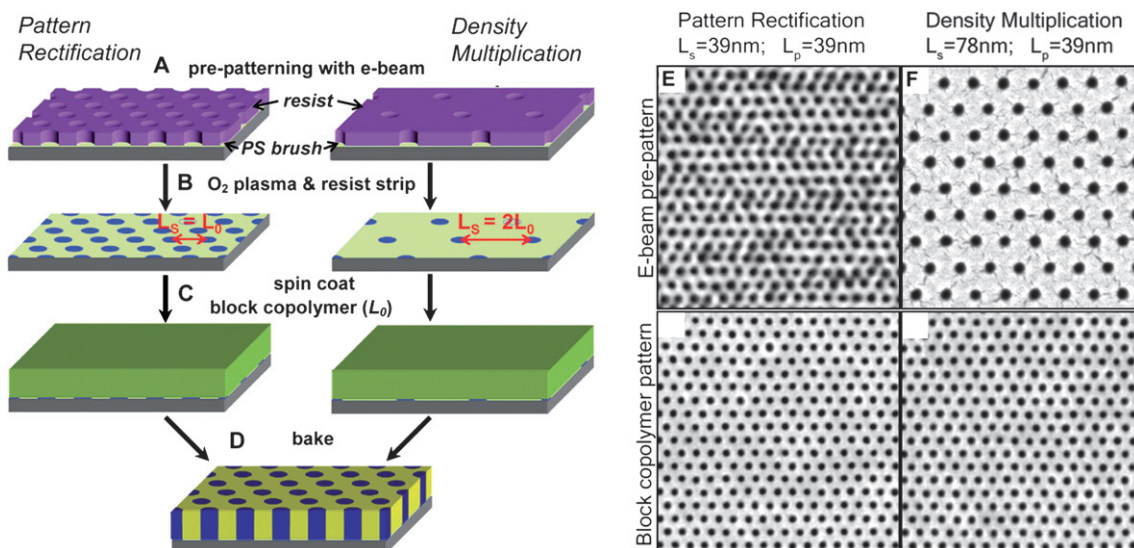 Pattern
Rectification
Density
Multiplication
A pre-patterning with e-beam
resist
PS brush
B O₂ plasma & resist strip
Lₛ = L₀
Lₛ = 2L₀
C spin coat
block copolymer (L₀)
D bake
Pattern Rectification
Lₛ=39nm; Lₚ=39nm
Density Multiplication
Lₛ=78nm; Lₚ=39nm
E-beam pre-pattern
E
F
Block copolymer pattern